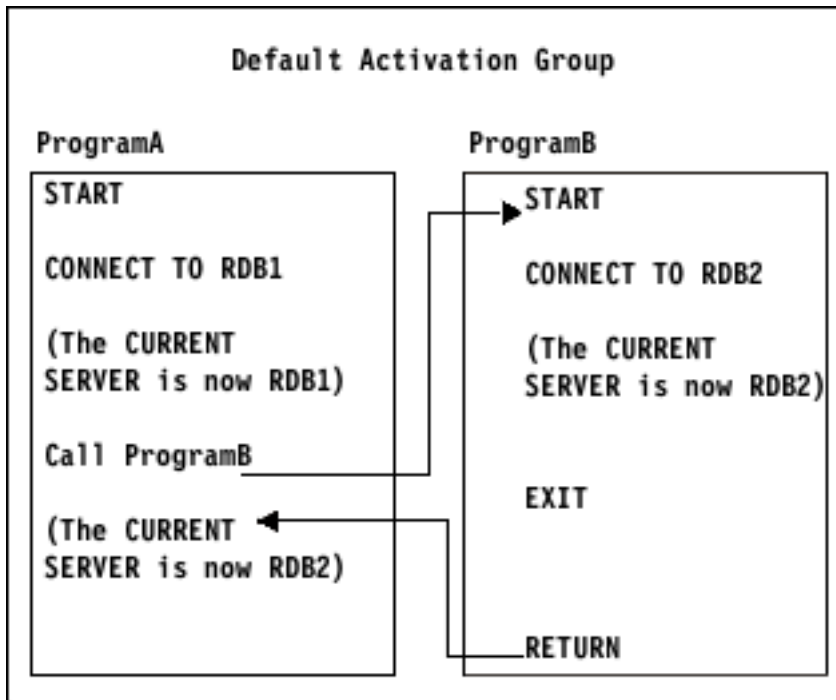 Default Activation Group
ProgramA
START
CONNECT TO RDB1
(The CURRENT
SERVER is now RDB1)
Call ProgramB
(The CURRENT
SERVER is now RDB2)
ProgramB
START
CONNECT TO RDB2
(The CURRENT
SERVER is now RDB2)
EXIT
RETURN